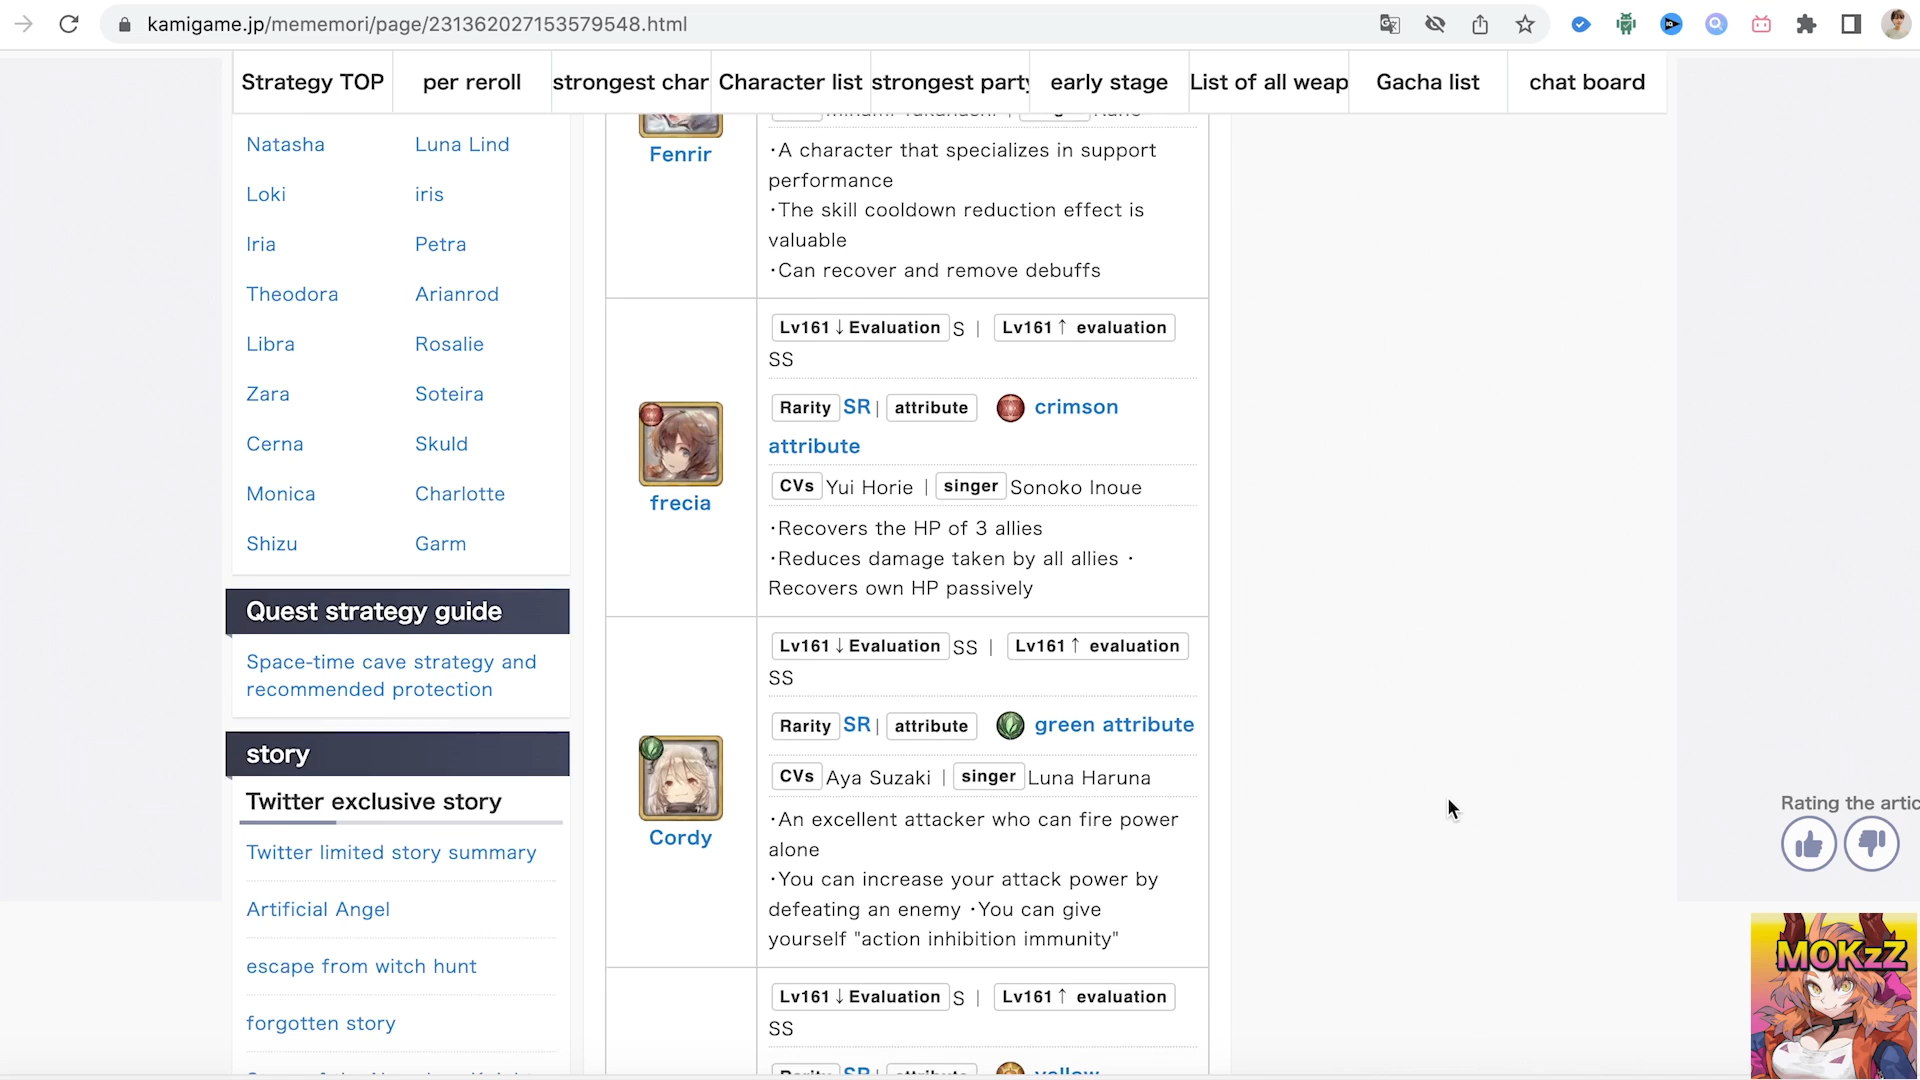 kamigame.jp/mememori/page/231362027153579548.html
Strategy TOP
per reroll
strongest char
Character list
strongest party
early stage
List of all weap
Gacha list
chat board
Natasha
Luna Lind
Loki
iris
Iria
Petra
Theodora
Arianrod
Libra
Rosalie
Zara
Soteira
Cerna
Skuld
Monica
Charlotte
Shizu
Garm
Quest strategy guide
Space-time cave strategy and
recommended protection
story
Twitter exclusive story
Twitter limited story summary
Artificial Angel
escape from witch hunt
forgotten story
Fenrir
・A character that specializes in support
performance
・The skill cooldown reduction effect is
valuable
・Can recover and remove debuffs
frecia
Lv161↓Evaluation S | Lv161↑ evaluation
SS
Rarity SR | attribute crimson
attribute
CVs Yui Horie | singer Sonoko Inoue
・Recovers the HP of 3 allies
・Reduces damage taken by all allies ・
Recovers own HP passively
Cordy
Lv161↓Evaluation SS | Lv161↑ evaluation
SS
Rarity SR | attribute green attribute
CVs Aya Suzaki | singer Luna Haruna
・An excellent attacker who can fire power
alone
・You can increase your attack power by
defeating an enemy ・You can give
yourself "action inhibition immunity"
Lv161↓Evaluation S | Lv161↑ evaluation
SS
Rarity SR | attribute yellow
Rating the artic
MOKzZ